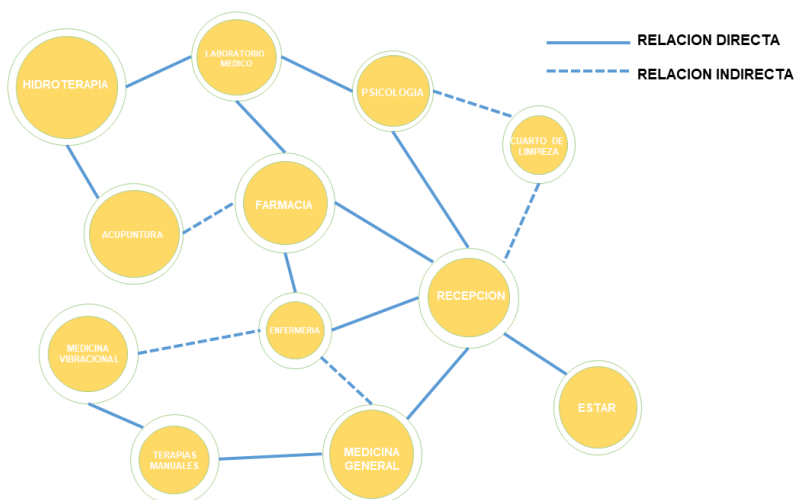 RELACION DIRECTA
RELACION INDIRECTA
HIDROTERAPIA
LABORATORIO
MEDICO
PSICOLOGIA
CUARTO DE
LIMPIEZA
FARMACIA
ACUPUNTURA
RECEPCION
ENFERMERIA
MEDICINA
VIBRACIONAL
ESTAR
TERAPIAS
MANUALES
MEDICINA
GENERAL